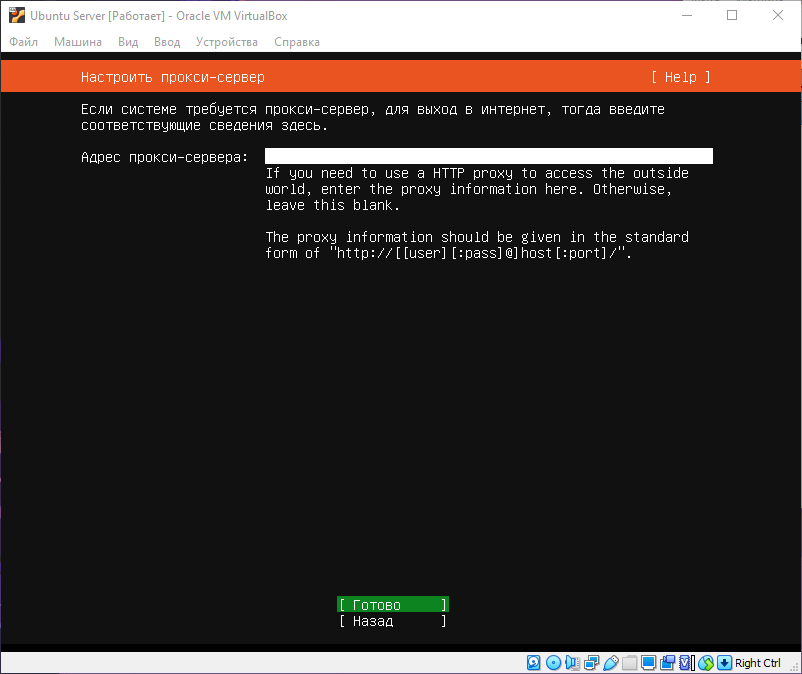 Ubuntu Server [Работает] - Oracle VM VirtualBox
Файл Машина Вид Ввод Устройства Справка
Настроить прокси-сервер [ Help ]
Если системе требуется прокси-сервер, для выход в интернет, тогда введите
соответствующие сведения здесь.
Адрес прокси-сервера:
If you need to use a HTTP proxy to access the outside
world, enter the proxy information here. Otherwise,
leave this blank.
The proxy information should be given in the standard
form of "http://[[user][:pass]@]host[:port]/".
[ Готово ]
[ Назад ]
Right Ctrl